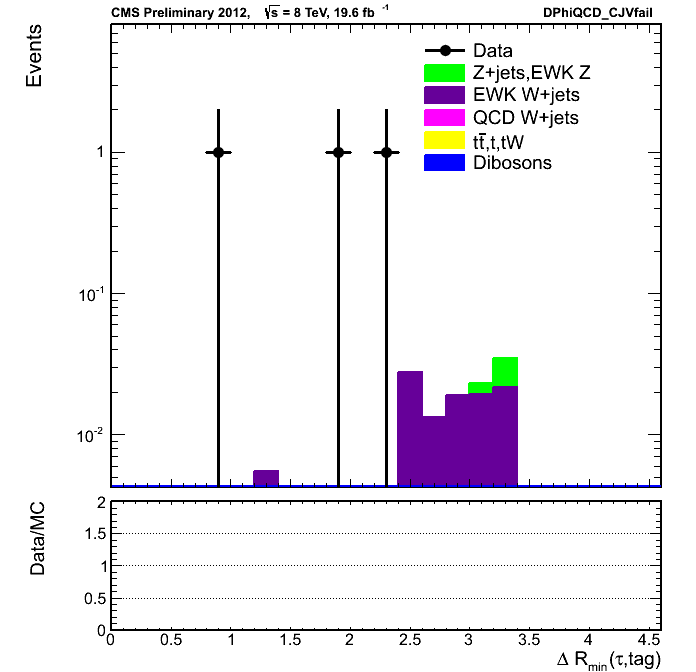 CMS Preliminary 2012, √s = 8 TeV, 19.6 fb⁻¹ DPhiQCD_CJVfail
Events
Data
Z+jets,EWK Z
EWK W+jets
QCD W+jets
tt̅,t,tW
Dibosons
1
10⁻¹
10⁻²
Data/MC
2
1.5
1
0.5
0
0 0.5 1 1.5 2 2.5 3 3.5 4 4.5
Δ R_min(τ,tag)